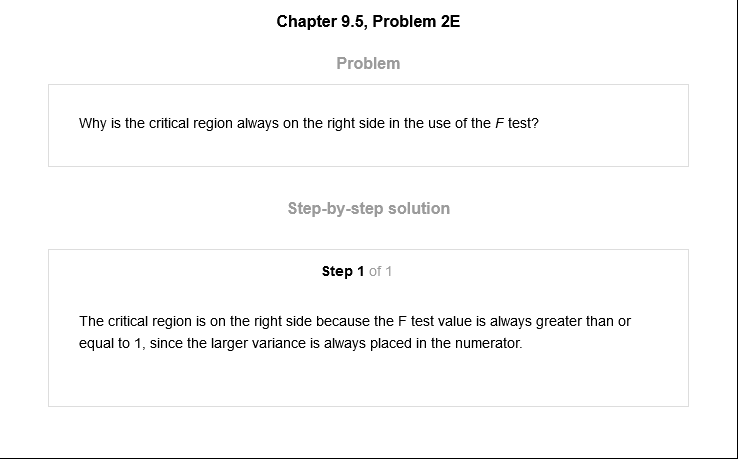 Chapter 9.5, Problem 2E
Problem
Why is the critical region always on the right side in the use of the F test?
Step-by-step solution
Step 1 of 1
The critical region is on the right side because the F test value is always greater than or
equal to 1, since the larger variance is always placed in the numerator.